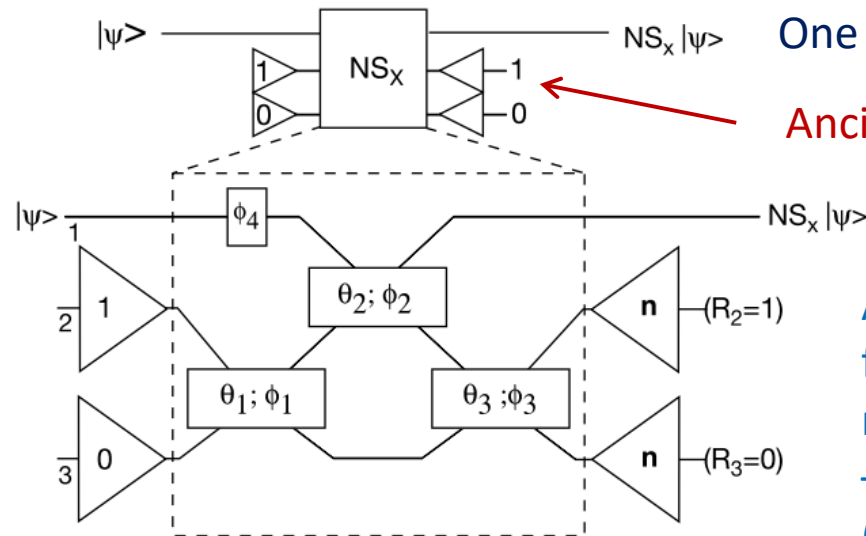 |ψ> NS_x NS_x |ψ> One
1 1
0 0
Anci
|ψ> 1 ϕ_4 NS_x |ψ>
θ_2; ϕ_2
2 1 n (R_2=1)
θ_1; ϕ_1 θ_3 ;ϕ_3
3 0 n (R_3=0)